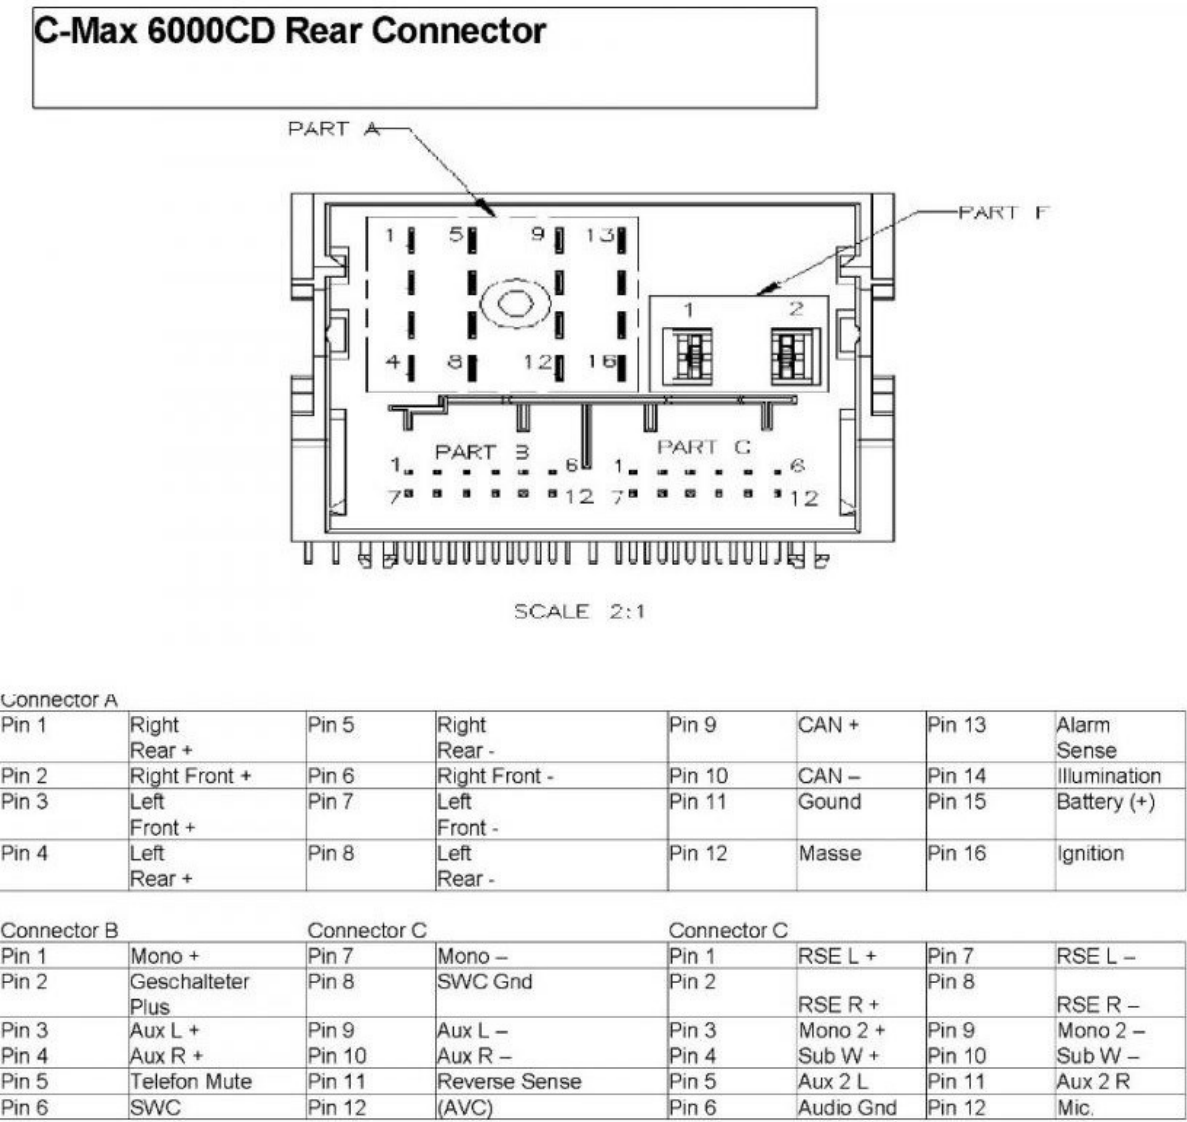 C-Max 6000CD Rear Connector
PART A
PART F
1 5 9 13
1 2
4 8 12 16
PART B PART C
1 6 1 6
7 12 7 12
SCALE 2:1
Connector A
Pin 1 Right Rear + Pin 5 Right Rear - Pin 9 CAN + Pin 13 Alarm Sense
Pin 2 Right Front + Pin 6 Right Front - Pin 10 CAN – Pin 14 Illumination
Pin 3 Left Front + Pin 7 Left Front - Pin 11 Gound Pin 15 Battery (+)
Pin 4 Left Rear + Pin 8 Left Rear - Pin 12 Masse Pin 16 Ignition
Connector B Connector C Connector C
Pin 1 Mono + Pin 7 Mono – Pin 1 RSE L + Pin 7 RSE L –
Pin 2 Geschalteter Plus Pin 8 SWC Gnd Pin 2 RSE R + Pin 8 RSE R –
Pin 3 Aux L + Pin 9 Aux L – Pin 3 Mono 2 + Pin 9 Mono 2 –
Pin 4 Aux R + Pin 10 Aux R – Pin 4 Sub W + Pin 10 Sub W –
Pin 5 Telefon Mute Pin 11 Reverse Sense Pin 5 Aux 2 L Pin 11 Aux 2 R
Pin 6 SWC Pin 12 (AVC) Pin 6 Audio Gnd Pin 12 Mic.